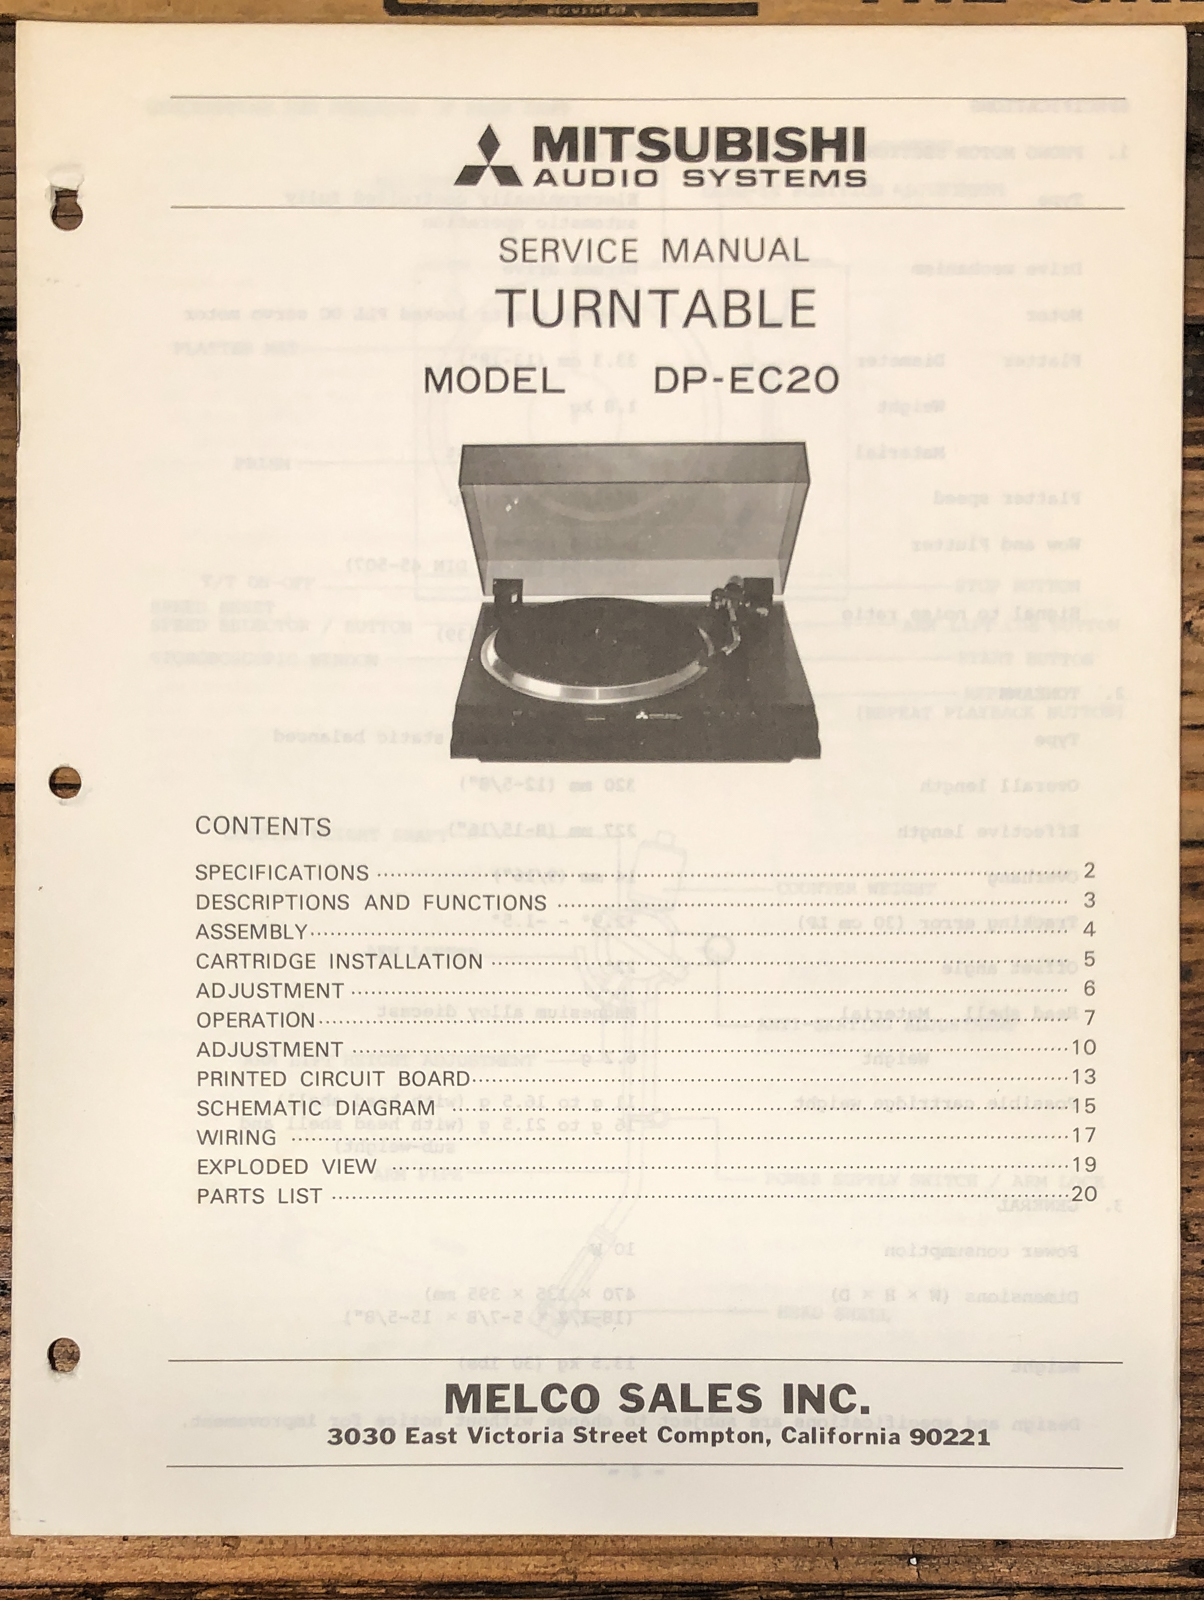 MITSUBISHI
AUDIO SYSTEMS
SERVICE MANUAL
TURNTABLE
MODEL DP-EC20
CONTENTS
SPECIFICATIONS 2
DESCRIPTIONS AND FUNCTIONS 3
ASSEMBLY 4
CARTRIDGE INSTALLATION 5
ADJUSTMENT 6
OPERATION 7
ADJUSTMENT 10
PRINTED CIRCUIT BOARD 13
SCHEMATIC DIAGRAM 15
WIRING 17
EXPLODED VIEW 19
PARTS LIST 20
MELCO SALES INC.
3030 East Victoria Street Compton, California 90221